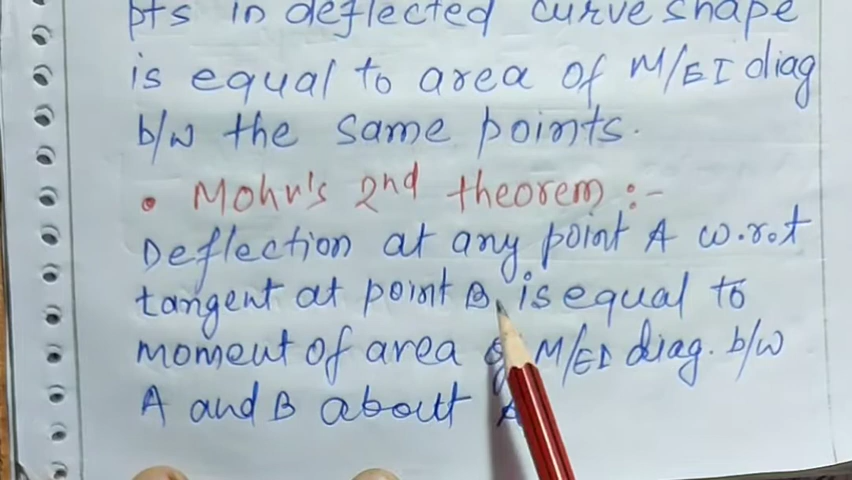 pts in deflected curve shape
is equal to area of M/EI diag
b/w the same points.
• Mohr's 2nd theorem :-
Deflection at any point A w.r.t
tangent at point B is equal to
moment of area of M/EI diag. b/w
A and B about